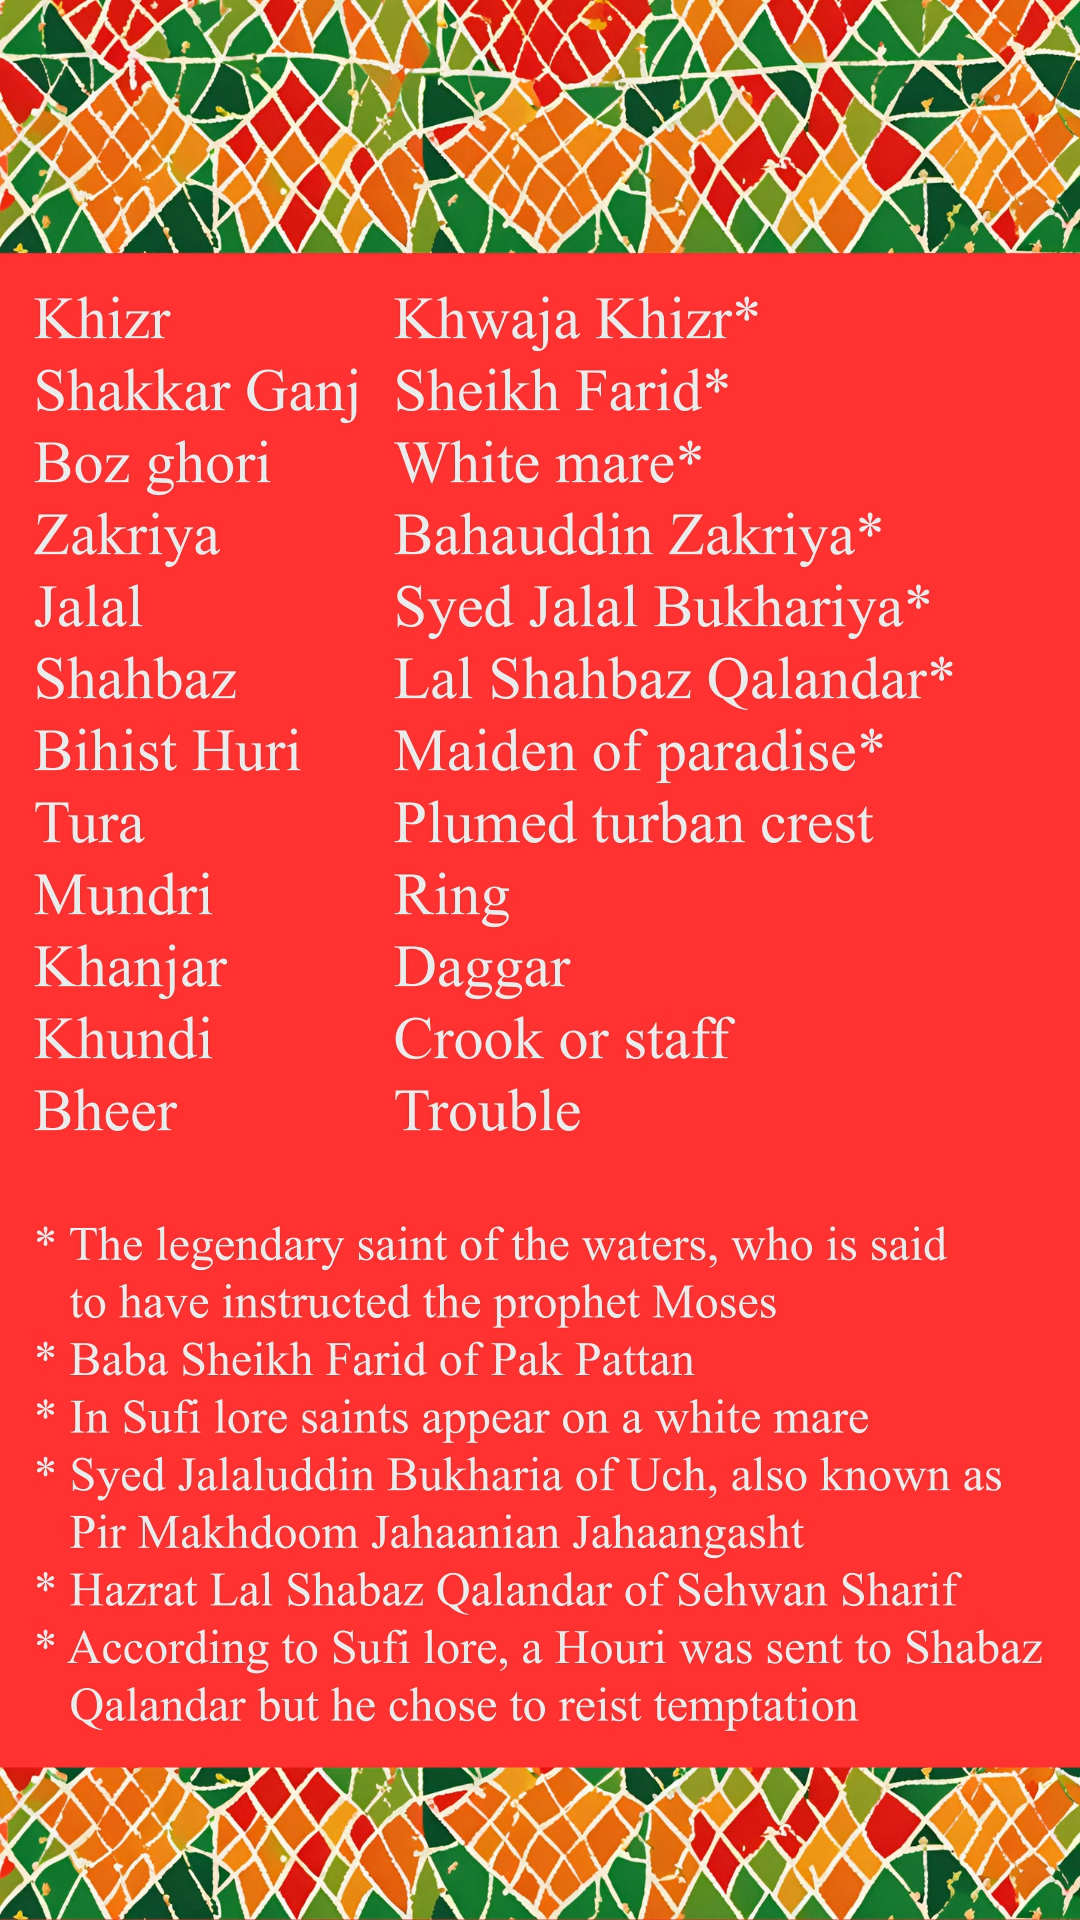 Khizr Khwaja Khizr*
Shakkar Ganj Sheikh Farid*
Boz ghori White mare*
Zakriya Bahauddin Zakriya*
Jalal Syed Jalal Bukhariya*
Shahbaz Lal Shahbaz Qalandar*
Bihist Huri Maiden of paradise*
Tura Plumed turban crest
Mundri Ring
Khanjar Daggar
Khundi Crook or staff
Bheer Trouble
* The legendary saint of the waters, who is said
to have instructed the prophet Moses
* Baba Sheikh Farid of Pak Pattan
* In Sufi lore saints appear on a white mare
* Syed Jalaluddin Bukharia of Uch, also known as
Pir Makhdoom Jahaanian Jahaangasht
* Hazrat Lal Shabaz Qalandar of Sehwan Sharif
* According to Sufi lore, a Houri was sent to Shabaz
Qalandar but he chose to reist temptation